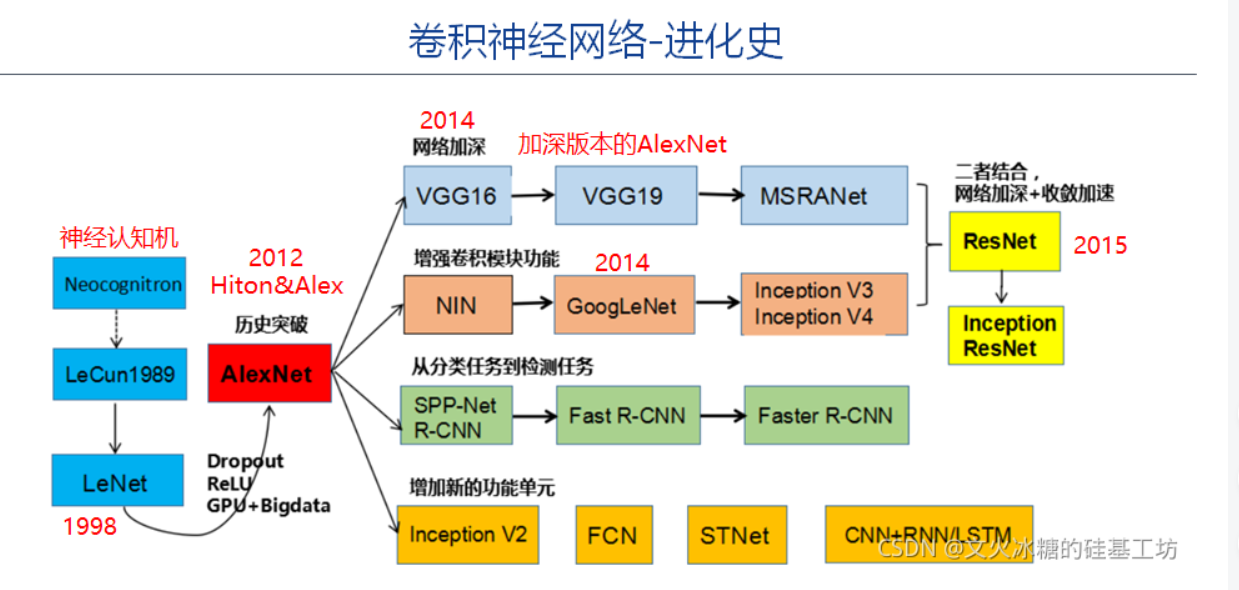 卷积神经网络-进化史
2014
网络加深
加深版本的AlexNet
VGG16
VGG19
MSRANet
二者结合，
网络加深+收敛加速
ResNet
2015
Inception
ResNet
神经认知机
Neocognitron
LeCun1989
LeNet
1998
2012
Hiton&Alex
历史突破
AlexNet
Dropout
ReLU
GPU+Bigdata
增强卷积模块功能
2014
NIN
GoogLeNet
Inception V3
Inception V4
从分类任务到检测任务
SPP-Net
R-CNN
Fast R-CNN
Faster R-CNN
增加新的功能单元
Inception V2
FCN
STNet
CNN+RNN/LSTM
CSDN @文火冰糖的硅基工坊